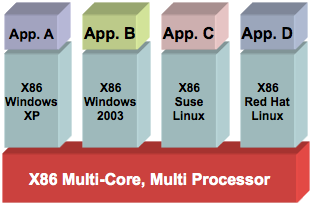 App. A
App. B
App. C
App. D
X86
Windows
XP
X86
Windows
2003
X86
Suse
Linux
X86
Red Hat
Linux
X86 Multi-Core, Multi Processor